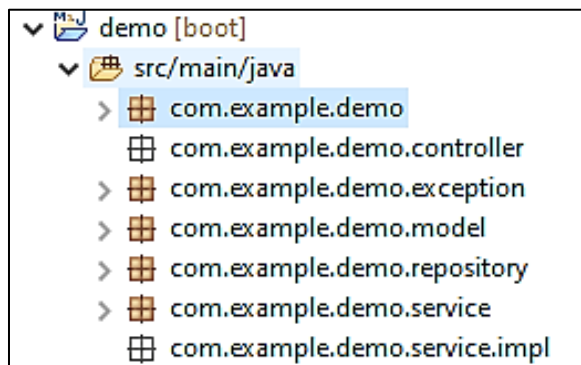 demo [boot]
src/main/java
com.example.demo
com.example.demo.controller
com.example.demo.exception
com.example.demo.model
com.example.demo.repository
com.example.demo.service
com.example.demo.service.impl